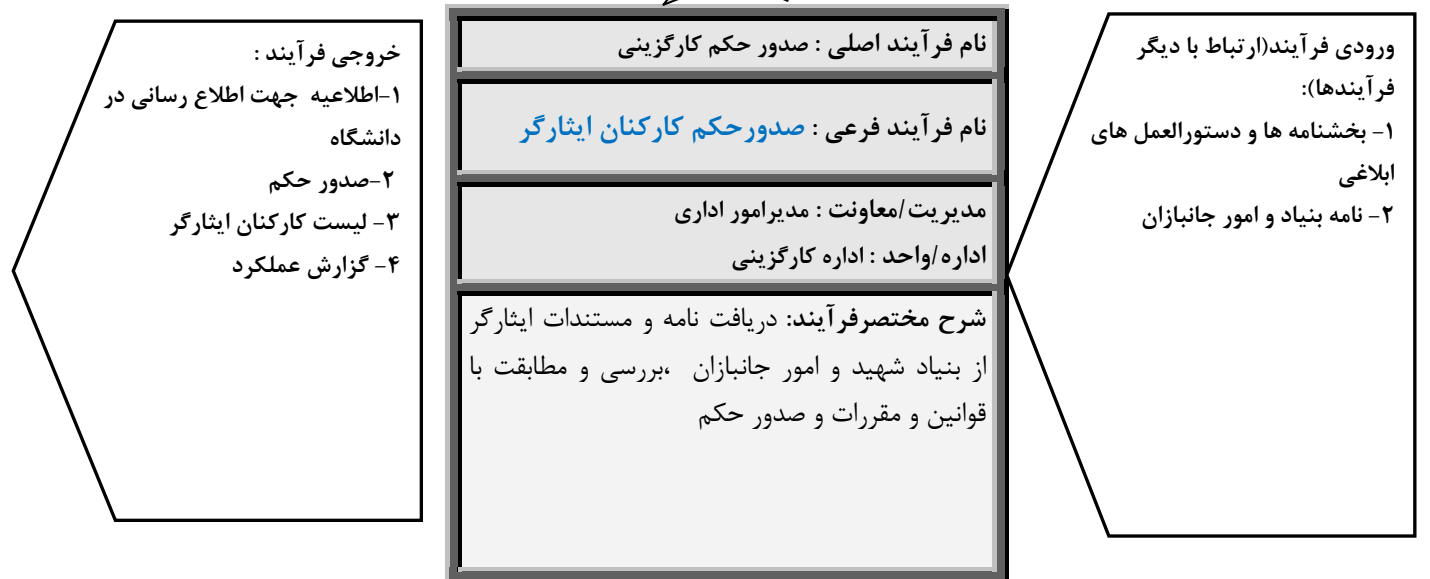 ورودی فرآیند(ارتباط با دیگر
فرآیندها):
۱- بخشنامه ها و دستورالعمل های
ابلاغی
۲- نامه بنیاد و امور جانبازان
نام فرآیند اصلی : صدور حکم کارگزینی
نام فرآیند فرعی : صدورحکم کارکنان ایثارگر
مدیریت/معاونت : مدیرامور اداری
اداره/واحد : اداره کارگزینی
شرح مختصرفرآیند: دریافت نامه و مستندات ایثارگر
از بنیاد شهید و امور جانبازان ،بررسی و مطابقت با
قوانین و مقررات و صدور حکم
خروجی فرآیند :
۱-اطلاعیه جهت اطلاع رسانی در
دانشگاه
۲-صدور حکم
۳- لیست کارکنان ایثارگر
۴- گزارش عملکرد